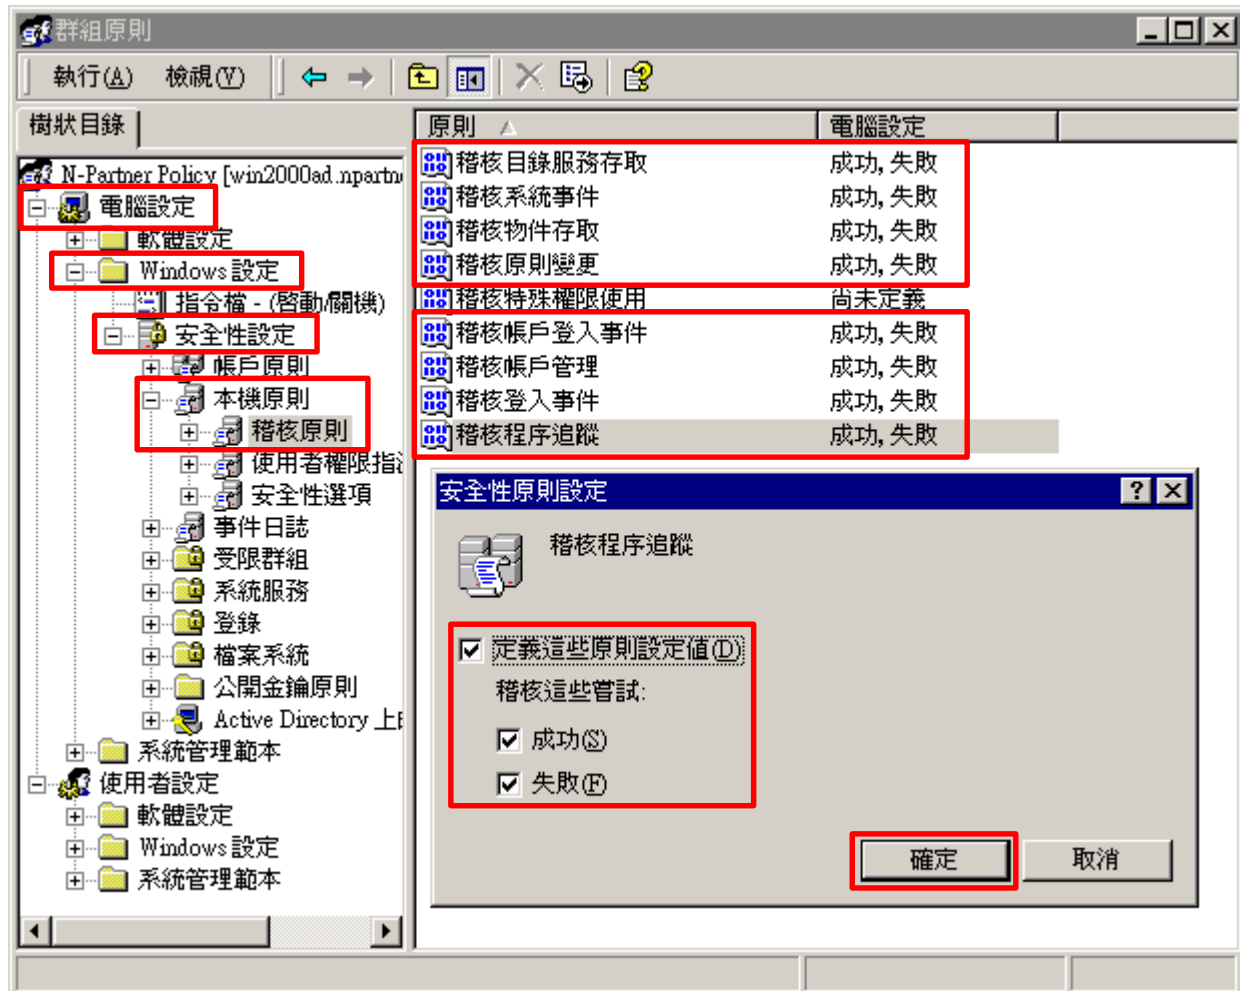 群組原則
執行(A) 檢視(V)
樹狀目錄
原則 電腦設定
N-Partner Policy [win2000ad.npartn
電腦設定
軟體設定
Windows 設定
指令檔 - (啓動/關機)
安全性設定
帳戶原則
本機原則
稽核原則
使用者權限指
安全性選項
事件日誌
受限群組
系統服務
登錄
檔案系統
公開金鑰原則
Active Directory 上
系統管理範本
使用者設定
軟體設定
Windows 設定
系統管理範本
稽核目錄服務存取 成功, 失敗
稽核系統事件 成功, 失敗
稽核物件存取 成功, 失敗
稽核原則變更 成功, 失敗
稽核特殊權限使用 尚未定義
稽核帳戶登入事件 成功, 失敗
稽核帳戶管理 成功, 失敗
稽核登入事件 成功, 失敗
稽核程序追蹤 成功, 失敗
安全性原則設定
稽核程序追蹤
定義這些原則設定值(D)
稽核這些嘗試:
成功(S)
失敗(F)
確定 取消